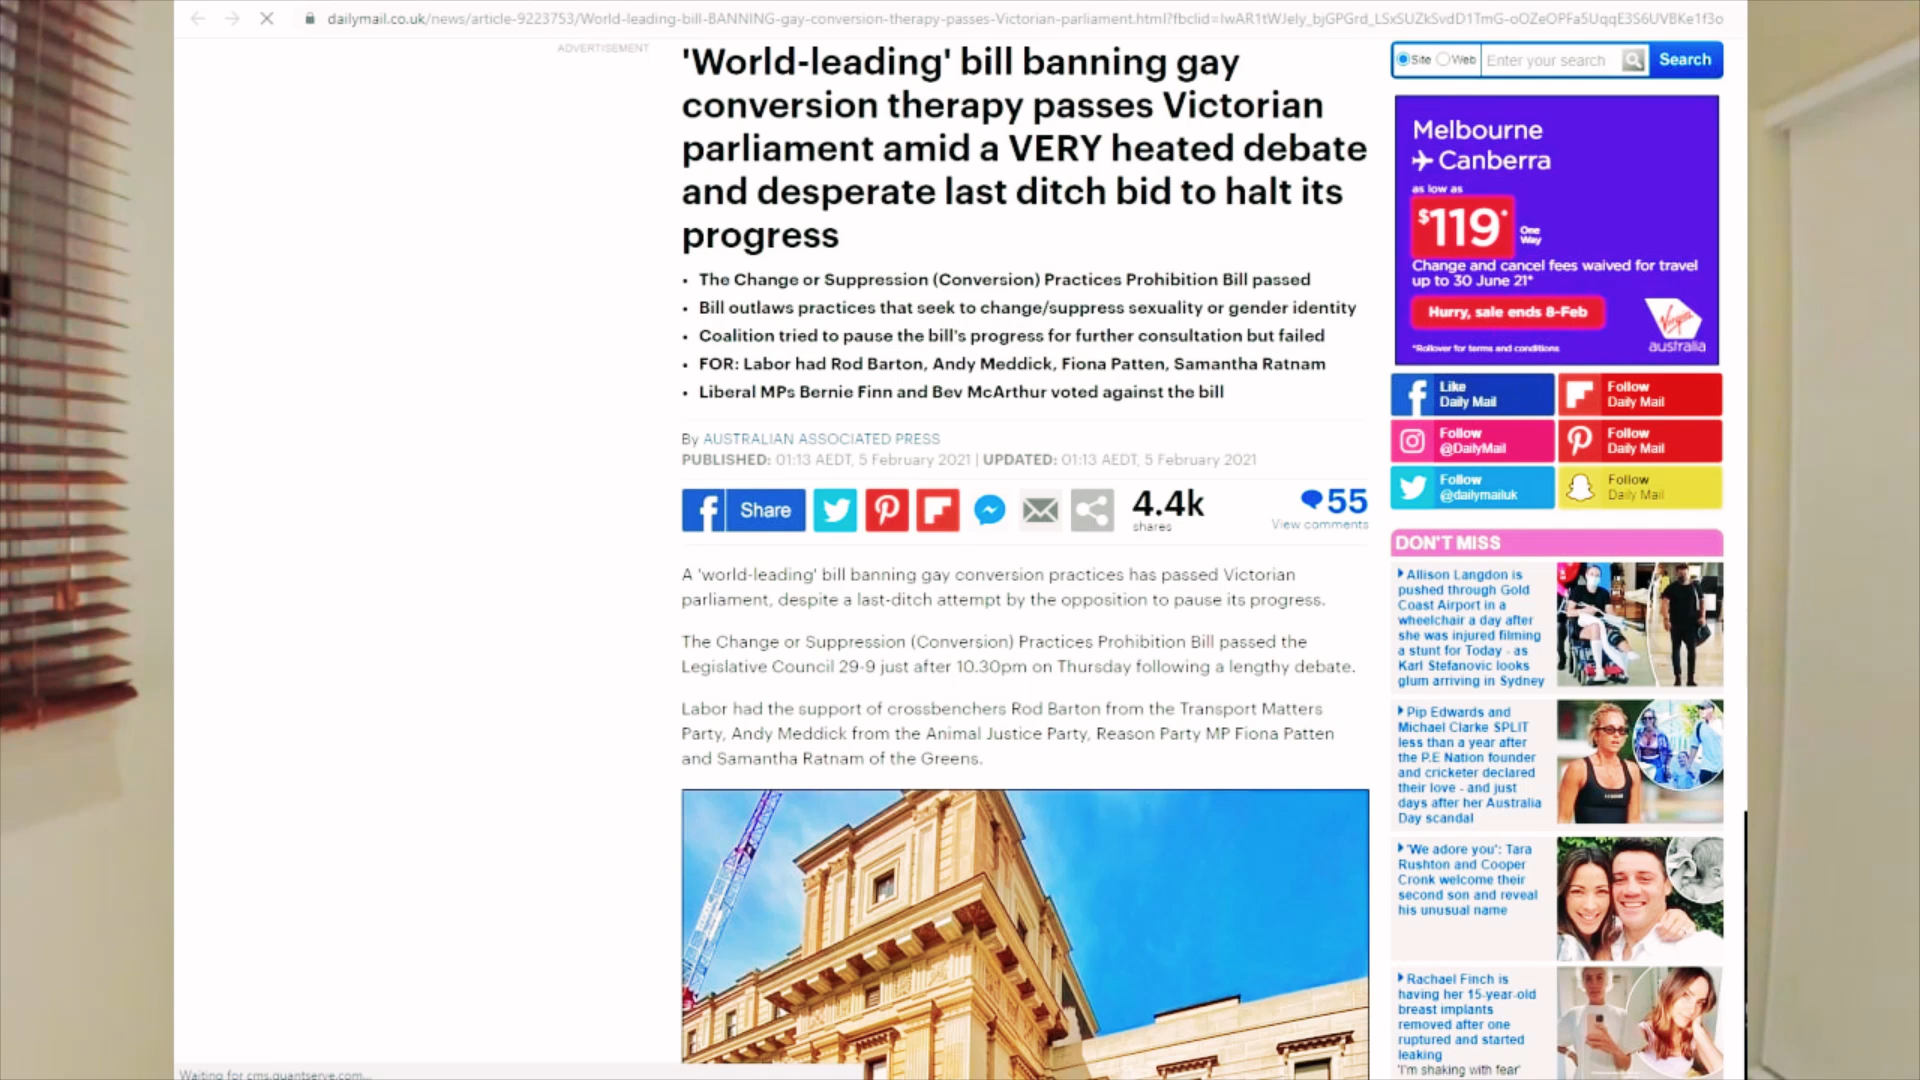 dailymail.co.uk/news/article-9223753/World-leading-bill-BANNING-gay-conversion-therapy-passes-Victorian-parliament.html?fbclid=IwAR1tWJely_bjGPGrd_LSxSUZkSvdD1TmG-oOZeOPFa5UqqE3S6UVBKe1f3o
ADVERTISEMENT
'World-leading' bill banning gay
conversion therapy passes Victorian
parliament amid a VERY heated debate
and desperate last ditch bid to halt its
progress
• The Change or Suppression (Conversion) Practices Prohibition Bill passed
• Bill outlaws practices that seek to change/suppress sexuality or gender identity
• Coalition tried to pause the bill's progress for further consultation but failed
• FOR: Labor had Rod Barton, Andy Meddick, Fiona Patten, Samantha Ratnam
• Liberal MPs Bernie Finn and Bev McArthur voted against the bill
By AUSTRALIAN ASSOCIATED PRESS
PUBLISHED: 01:13 AEDT, 5 February 2021 | UPDATED: 01:13 AEDT, 5 February 2021
Share
4.4k
shares
55
View comments
A 'world-leading' bill banning gay conversion practices has passed Victorian
parliament, despite a last-ditch attempt by the opposition to pause its progress.
The Change or Suppression (Conversion) Practices Prohibition Bill passed the
Legislative Council 29-9 just after 10.30pm on Thursday following a lengthy debate.
Labor had the support of crossbenchers Rod Barton from the Transport Matters
Party, Andy Meddick from the Animal Justice Party, Reason Party MP Fiona Patten
and Samantha Ratnam of the Greens.
Site Web Enter your search Search
Melbourne
Canberra
as low as
$119*
One
Way
Change and cancel fees waived for travel
up to 30 June 21*
Hurry, sale ends 8-Feb
Virgin
australia
*Rollover for terms and conditions
Like
Daily Mail
Follow
Daily Mail
Follow
@DailyMail
Follow
Daily Mail
Follow
@dailymailuk
Follow
Daily Mail
DON'T MISS
Allison Langdon is
pushed through Gold
Coast Airport in a
wheelchair a day after
she was injured filming
a stunt for Today - as
Karl Stefanovic looks
glum arriving in Sydney
Pip Edwards and
Michael Clarke SPLIT
less than a year after
the P.E Nation founder
and cricketer declared
their love - and just
days after her Australia
Day scandal
'We adore you': Tara
Rushton and Cooper
Cronk welcome their
second son and reveal
his unusual name
Rachael Finch is
having her 15-year-old
breast implants
removed after one
ruptured and started
leaking
'I'm shaking with fear'
Waiting for cms.quantserve.com...